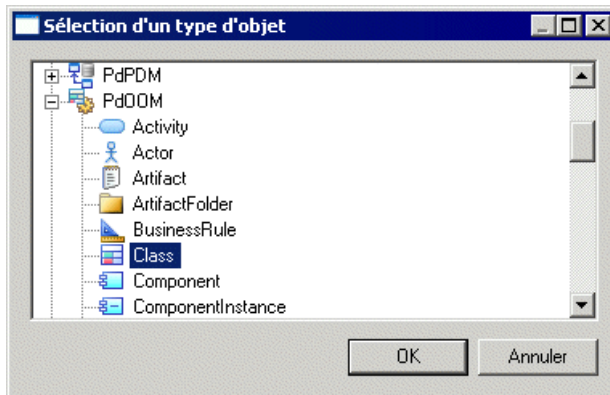 Sélection d'un type d'objet
PdPDM
PdOOM
Activity
Actor
Artifact
ArtifactFolder
BusinessRule
Class
Component
ComponentInstance
OK
Annuler